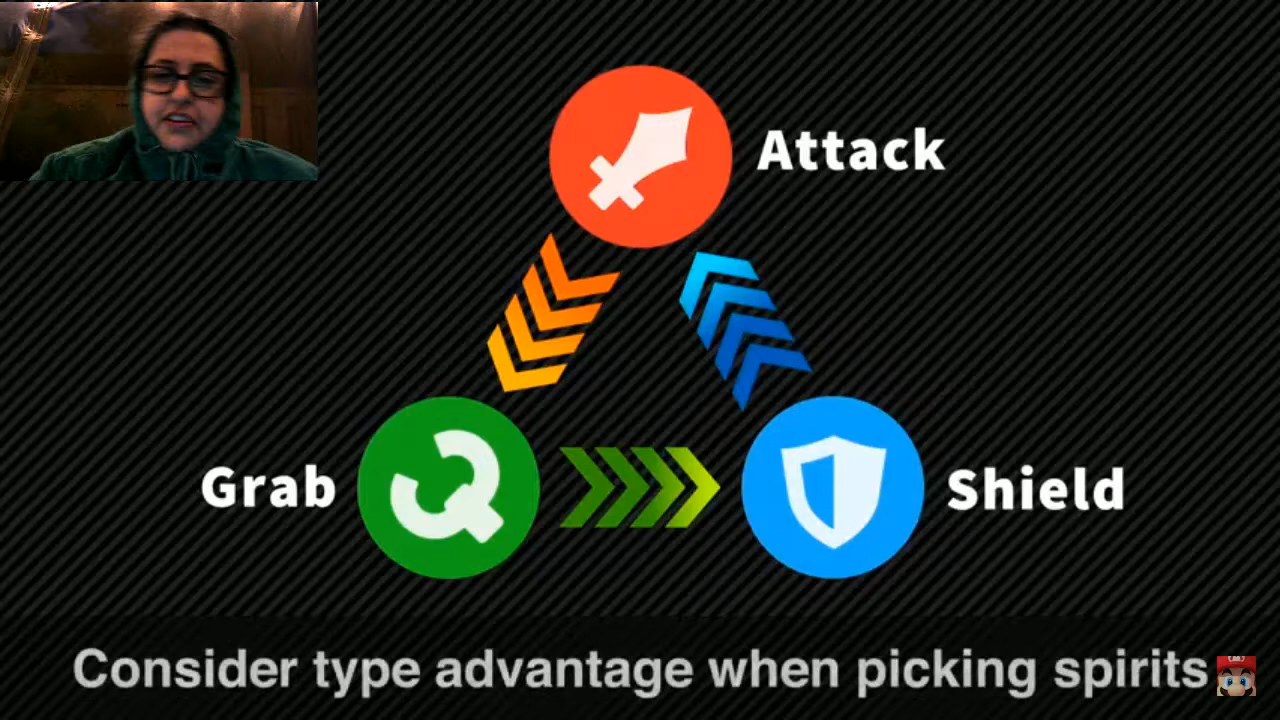 Attack
Grab
Shield
Consider type advantage when picking spirits